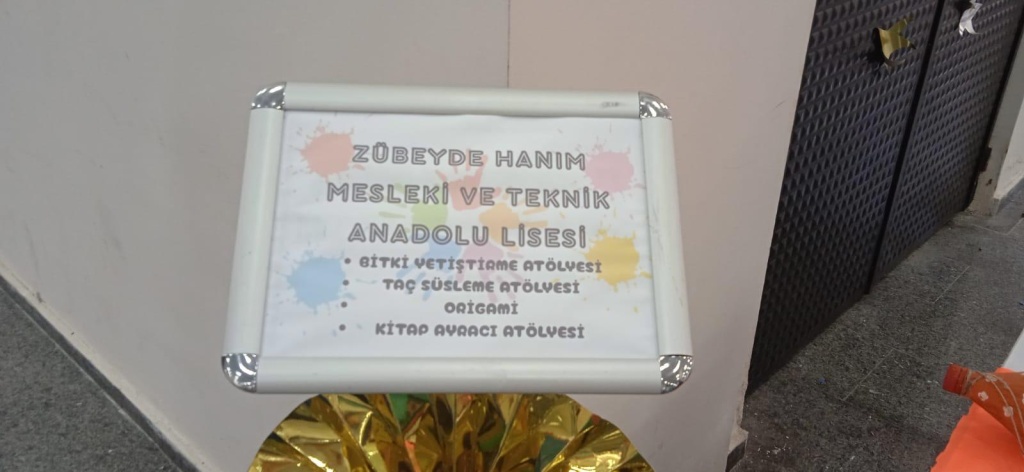 ZÜBEYDE HANIM
MESLEKİ VE TEKNİK
ANADOLU LİSESİ
• BİTKİ YETİŞTİRME ATÖLYESİ
• TAÇ SÜSLEME ATÖLYESİ
• ORİGAMİ
• KİTAP AYRACI ATÖLYESİ